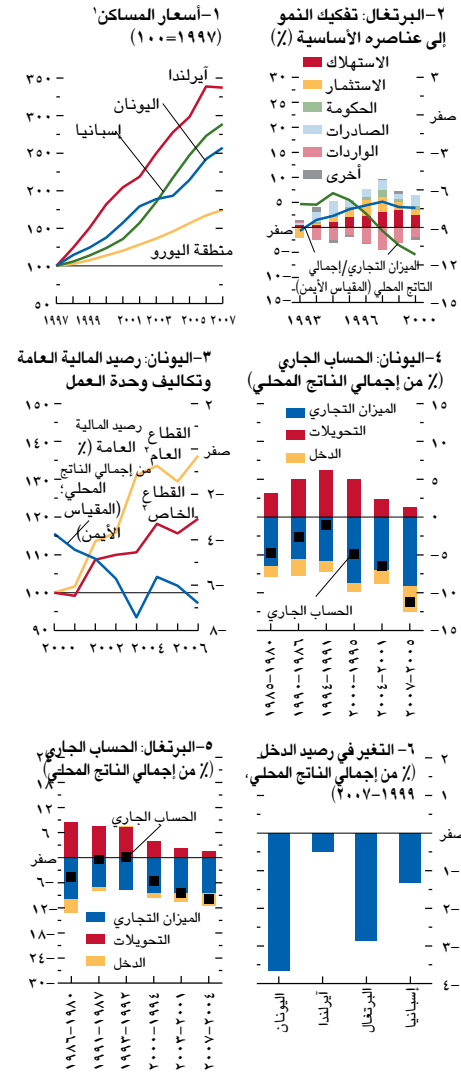 ١–أسعار المساكن١
(١٩٩٧=١٠٠)
٣٥٠
٣٠٠
٢٥٠
٢٠٠
١٥٠
١٠٠
٥٠
آيرلندا
اليونان
إسبانيا
منطقة اليورو
١٩٩٧ ١٩٩٩ ٢٠٠١ ٢٠٠٣ ٢٠٠٥ ٢٠٠٧
٢–البرتغال: تفكيك النمو
إلى عناصره الأساسية (٪)
الاستهلاك
الاستثمار
الحكومة
الصادرات
الواردات
أخرى
٣٠
٢٥
٢٠
١٥
١٠
٥
صفر
٥–
١٠–
١٥–
٣
صفر
٣–
٦–
٩–
١٢–
١٥–
الميزان التجاري/إجمالي
الناتج المحلي (المقياس الأيمن)
١٩٩٣ ١٩٩٦ ٢٠٠٠
٣–اليونان: رصيد المالية العامة
وتكاليف وحدة العمل
١٥٠
١٤٠
١٣٠
١٢٠
١١٠
١٠٠
٩٠
٢
صفر
٢–
٤–
٦–
٨–
رصيد المالية
العامة (٪
من إجمالي الناتج
المحلي؛
(المقياس
الأيمن)
القطاع
العام٢
القطاع
الخاص٢
٢٠٠٠ ٢٠٠٢ ٢٠٠٤ ٢٠٠٦
٤–اليونان: الحساب الجاري
(٪ من إجمالي الناتج المحلي)
الميزان التجاري
التحويلات
الدخل
١٥
١٠
٥
٠
٥–
١٠–
١٥–
الحساب الجاري
١٩٨٥–١٩٨٠
١٩٩٠–١٩٨٦
١٩٩٤–١٩٩١
٢٠٠٠–١٩٩٥
٢٠٠٤–٢٠٠١
٢٠٠٧–٢٠٠٥
٥–البرتغال: الحساب الجاري
(٪ من إجمالي الناتج المحلي)
٢٤
١٨
١٢
٦
صفر
٦–
١٢–
١٨–
٢٤–
٣٠–
الحساب الجاري
الميزان التجاري
التحويلات
الدخل
١٩٨٦–١٩٨٠
١٩٩١–١٩٨٧
١٩٩٣–١٩٩٢
٢٠٠٠–١٩٩٤
٢٠٠٣–٢٠٠١
٢٠٠٧–٢٠٠٤
٦– التغير في رصيد الدخل
(٪ من إجمالي الناتج المحلي،
١٩٩٩–٢٠٠٧)
٢
١
صفر
١–
٢–
٣–
٤–
اليونان
آيرلندا
البرتغال
إسبانيا